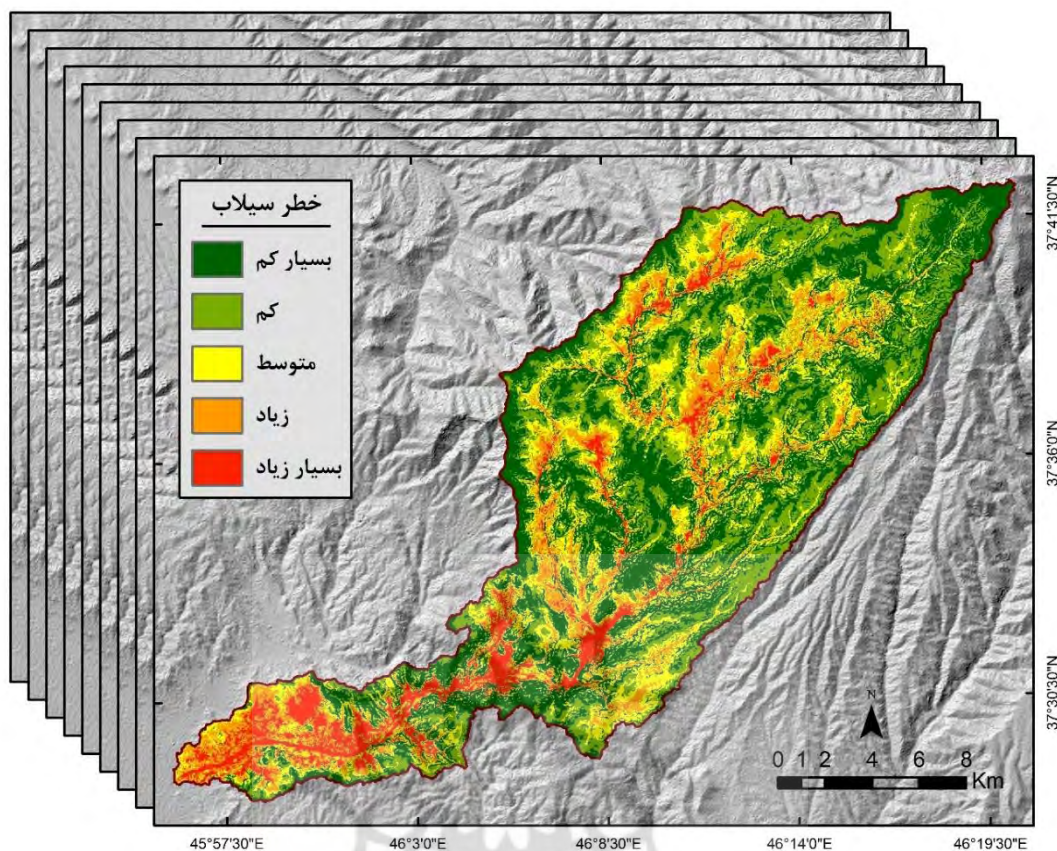 خطر سیلاب
بسیار کم
کم
متوسط
زیاد
بسیار زیاد
37°41'30"N
37°36'0"N
37°30'30"N
N
0 1 2 4 6 8
Km
45°57'30"E 46°3'0"E 46°8'30"E 46°14'0"E 46°19'30"E